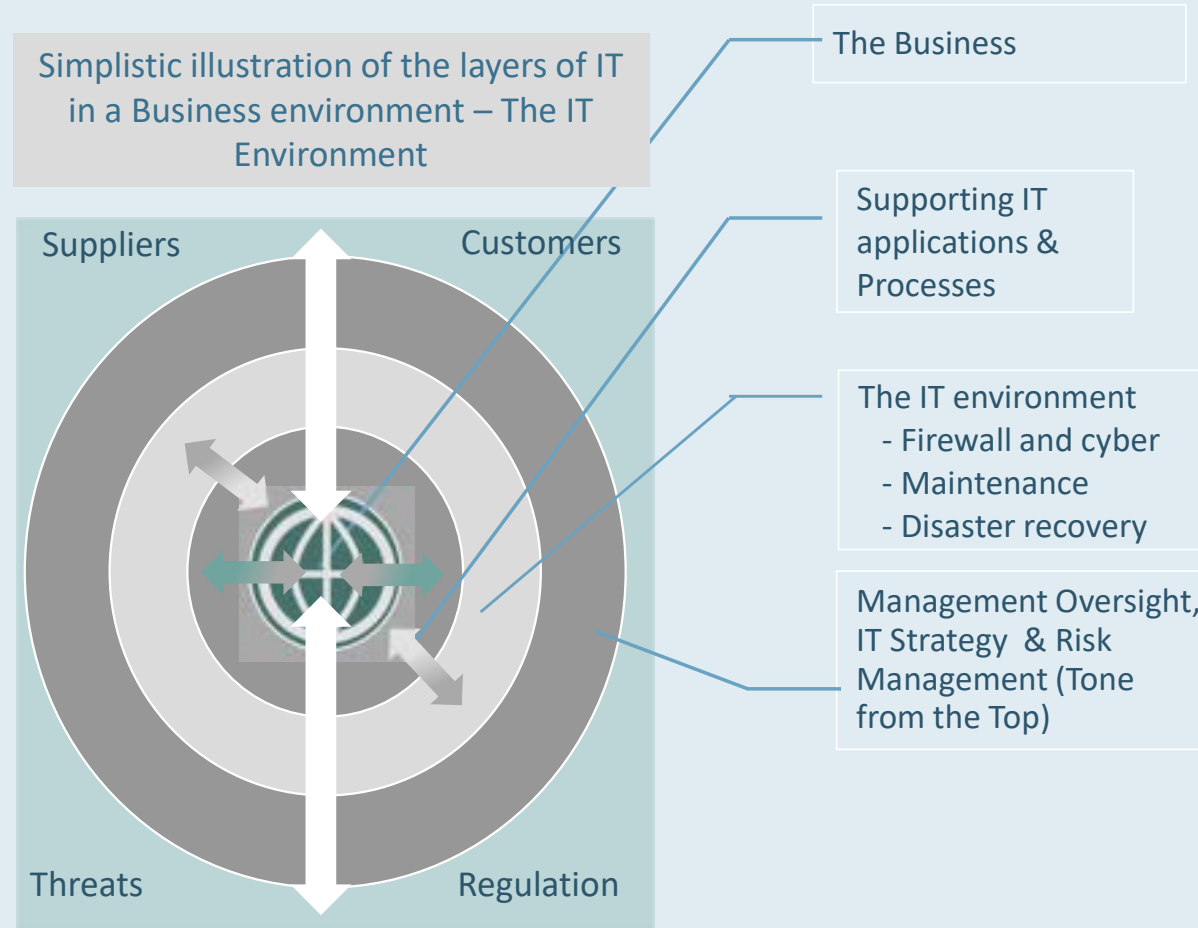 Simplistic illustration of the layers of IT
in a Business environment – The IT
Environment
The Business
Supporting IT
applications &
Processes
The IT environment
- Firewall and cyber
- Maintenance
- Disaster recovery
Management Oversight,
IT Strategy & Risk
Management (Tone
from the Top)
Suppliers
Customers
Threats
Regulation